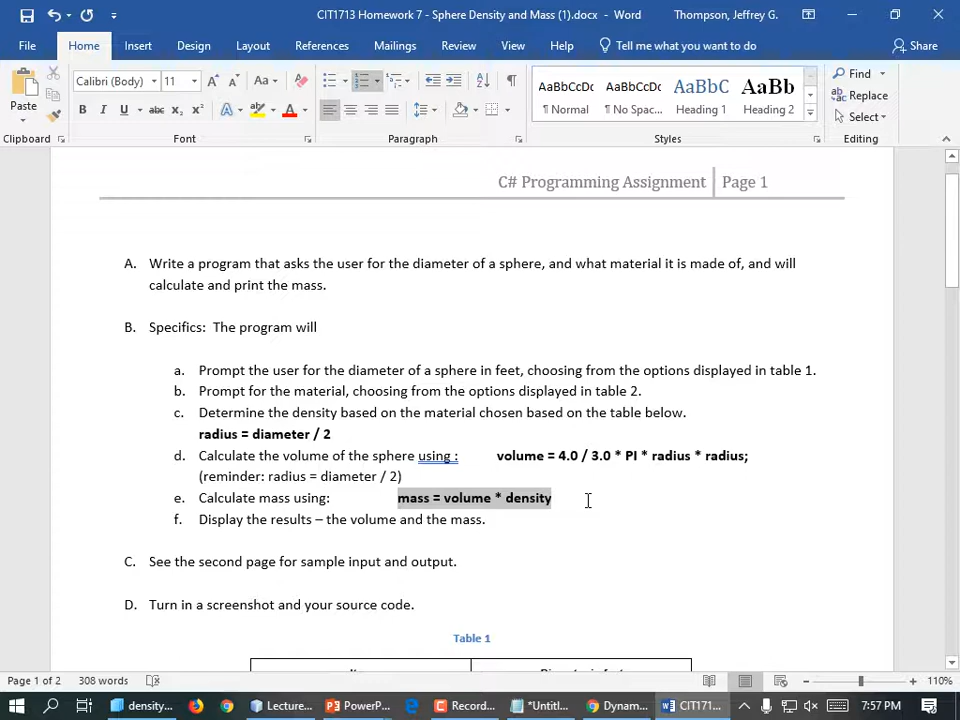 CIT1713 Homework 7 - Sphere Density and Mass (1).docx - Word
Thompson, Jeffrey G.
File Home Insert Design Layout References Mailings Review View Help Tell me what you want to do Share
Paste
Calibri (Body) 11
AaBbCcDc AaBbCcDc AaBbC AaBb
¶ Normal ¶ No Spac... Heading 1 Heading 2
Find
Replace
Select
Clipboard Font Paragraph Styles Editing
C# Programming Assignment Page 1
A. Write a program that asks the user for the diameter of a sphere, and what material it is made of, and will
calculate and print the mass.
B. Specifics: The program will
a. Prompt the user for the diameter of a sphere in feet, choosing from the options displayed in table 1.
b. Prompt for the material, choosing from the options displayed in table 2.
c. Determine the density based on the material chosen based on the table below.
radius = diameter / 2
d. Calculate the volume of the sphere using : volume = 4.0 / 3.0 * PI * radius * radius;
(reminder: radius = diameter / 2)
e. Calculate mass using: mass = volume * density
f. Display the results – the volume and the mass.
C. See the second page for sample input and output.
D. Turn in a screenshot and your source code.
Table 1
Page 1 of 2 308 words 110%
density... Lecture... PowerP... Record... *Untitl... Dynam... CIT171... 7:57 PM